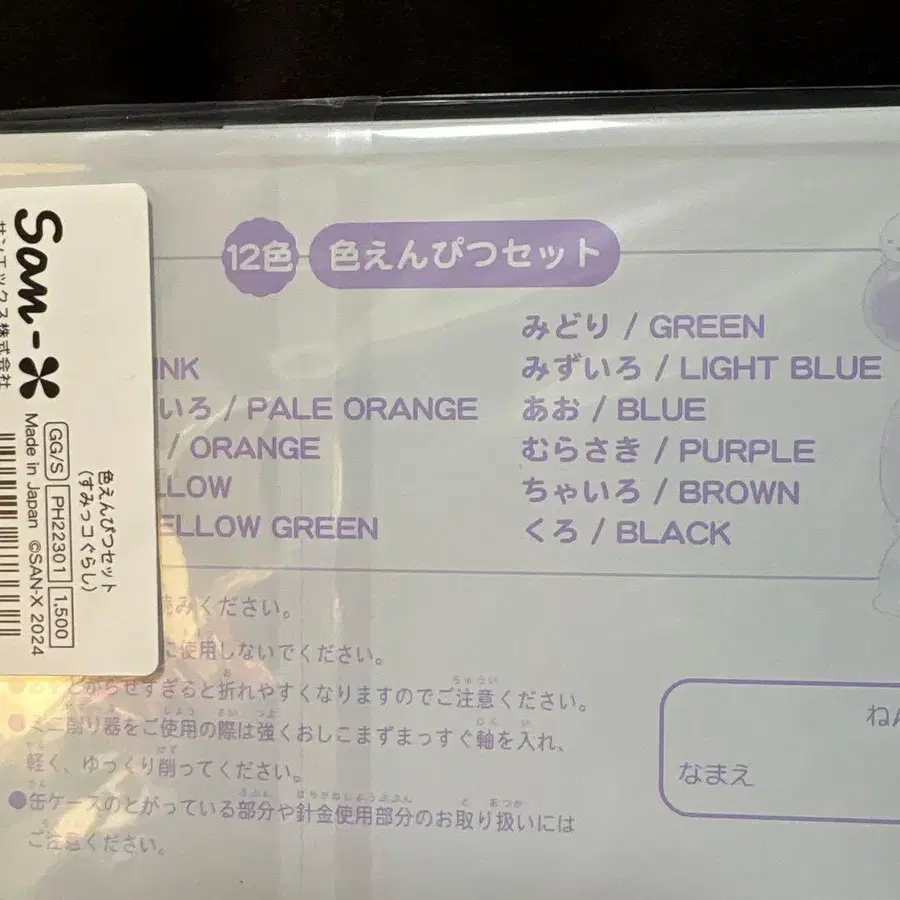 San-X
サンエックス株式会社
GG/S PH22301 1,500
Made in Japan ©SAN-X 2024
色えんぴつセット
(すみっコぐらし)
12色 色えんぴつセット
INK
いろ / PALE ORANGE
/ ORANGE
LLOW
ELLOW GREEN
みどり / GREEN
みずいろ / LIGHT BLUE
あお / BLUE
むらさき / PURPLE
ちゃいろ / BROWN
くろ / BLACK
読みください。
に使用しないでください。
とがらせすぎると折れやすくなりますのでご注意ください。
ミニ削り器をご使用の際は強くおしこまずまっすぐ軸を入れ、
軽く、ゆっくり削ってください。
●缶ケースのとがっている部分や針金使用部分のお取り扱いには
ご注意ください。
ねん
なまえ